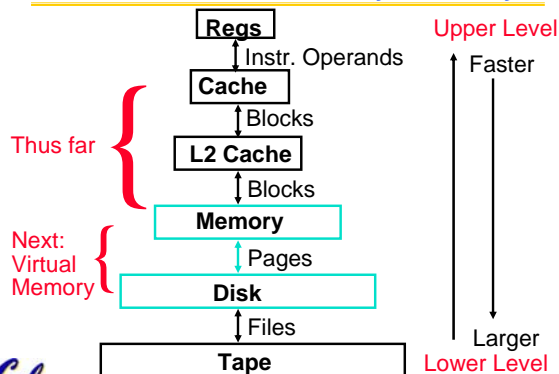 Regs
Upper Level
Instr. Operands
Faster
Cache
Blocks
Thus far
L2 Cache
Blocks
Memory
Next:
Virtual
Memory
Pages
Disk
Files
Larger
Tape
Lower Level